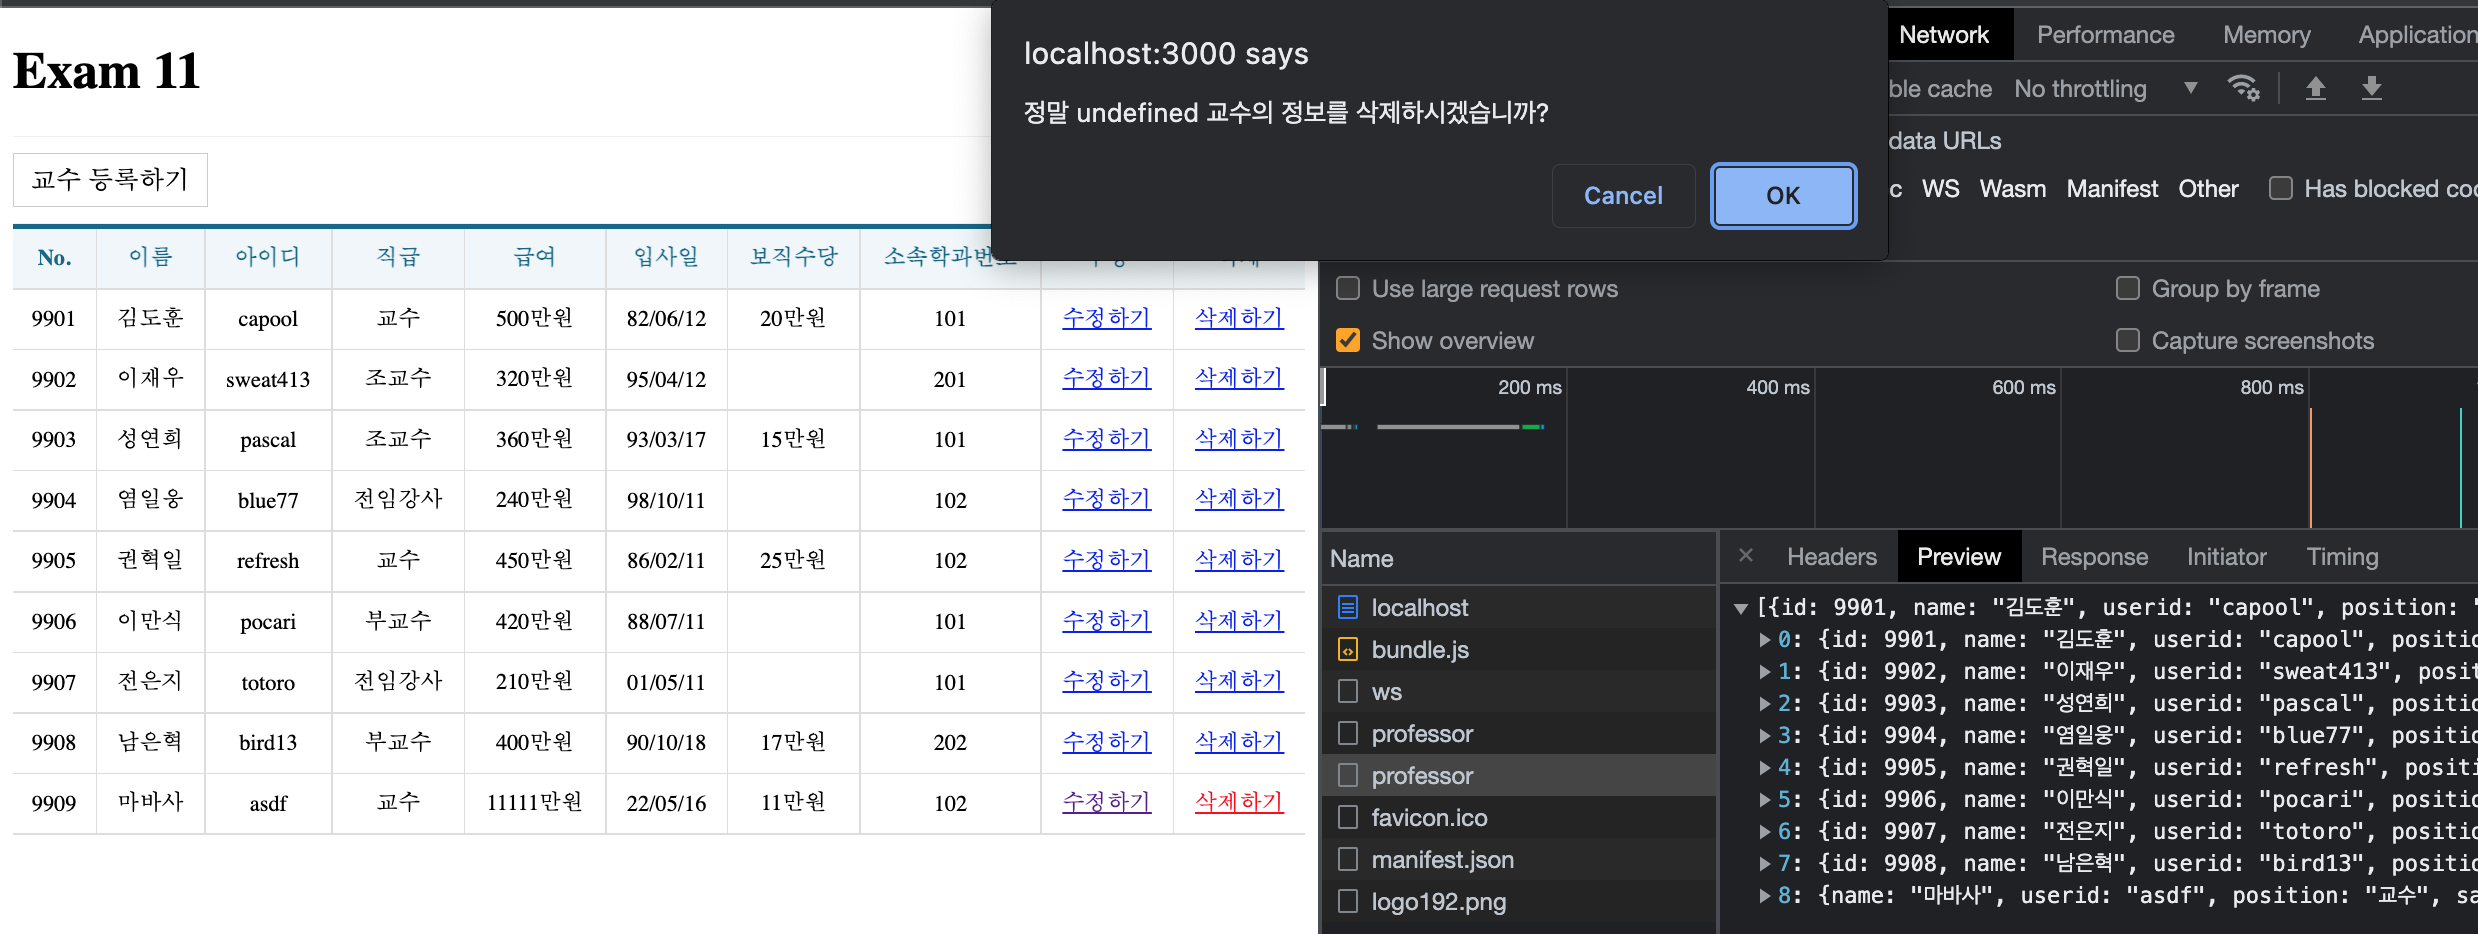 Exam 11
교수 등록하기
No. 이름 아이디 직급 급여 입사일 보직수당 소속학과번호
9901 김도훈 capool 교수 500만원 82/06/12 20만원 101 수정하기 삭제하기
9902 이재우 sweat413 조교수 320만원 95/04/12 201 수정하기 삭제하기
9903 성연희 pascal 조교수 360만원 93/03/17 15만원 101 수정하기 삭제하기
9904 염일웅 blue77 전임강사 240만원 98/10/11 102 수정하기 삭제하기
9905 권혁일 refresh 교수 450만원 86/02/11 25만원 102 수정하기 삭제하기
9906 이만식 pocari 부교수 420만원 88/07/11 101 수정하기 삭제하기
9907 전은지 totoro 전임강사 210만원 01/05/11 101 수정하기 삭제하기
9908 남은혁 bird13 부교수 400만원 90/10/18 17만원 202 수정하기 삭제하기
9909 마바사 asdf 교수 11111만원 22/05/16 11만원 102 수정하기 삭제하기
localhost:3000 says
정말 undefined 교수의 정보를 삭제하시겠습니까?
Cancel OK
Network Performance Memory Application
ble cache No throttling
data URLs
c WS Wasm Manifest Other Has blocked coo
Use large request rows Group by frame
Show overview Capture screenshots
200 ms 400 ms 600 ms 800 ms
Name
localhost
bundle.js
ws
professor
professor
favicon.ico
manifest.json
logo192.png
Headers Preview Response Initiator Timing
[{id: 9901, name: "김도훈", userid: "capool", position: "
0: {id: 9901, name: "김도훈", userid: "capool", positio
1: {id: 9902, name: "이재우", userid: "sweat413", posit
2: {id: 9903, name: "성연희", userid: "pascal", positio
3: {id: 9904, name: "염일웅", userid: "blue77", positio
4: {id: 9905, name: "권혁일", userid: "refresh", positi
5: {id: 9906, name: "이만식", userid: "pocari", positio
6: {id: 9907, name: "전은지", userid: "totoro", positio
7: {id: 9908, name: "남은혁", userid: "bird13", positio
8: {name: "마바사", userid: "asdf", position: "교수", sa